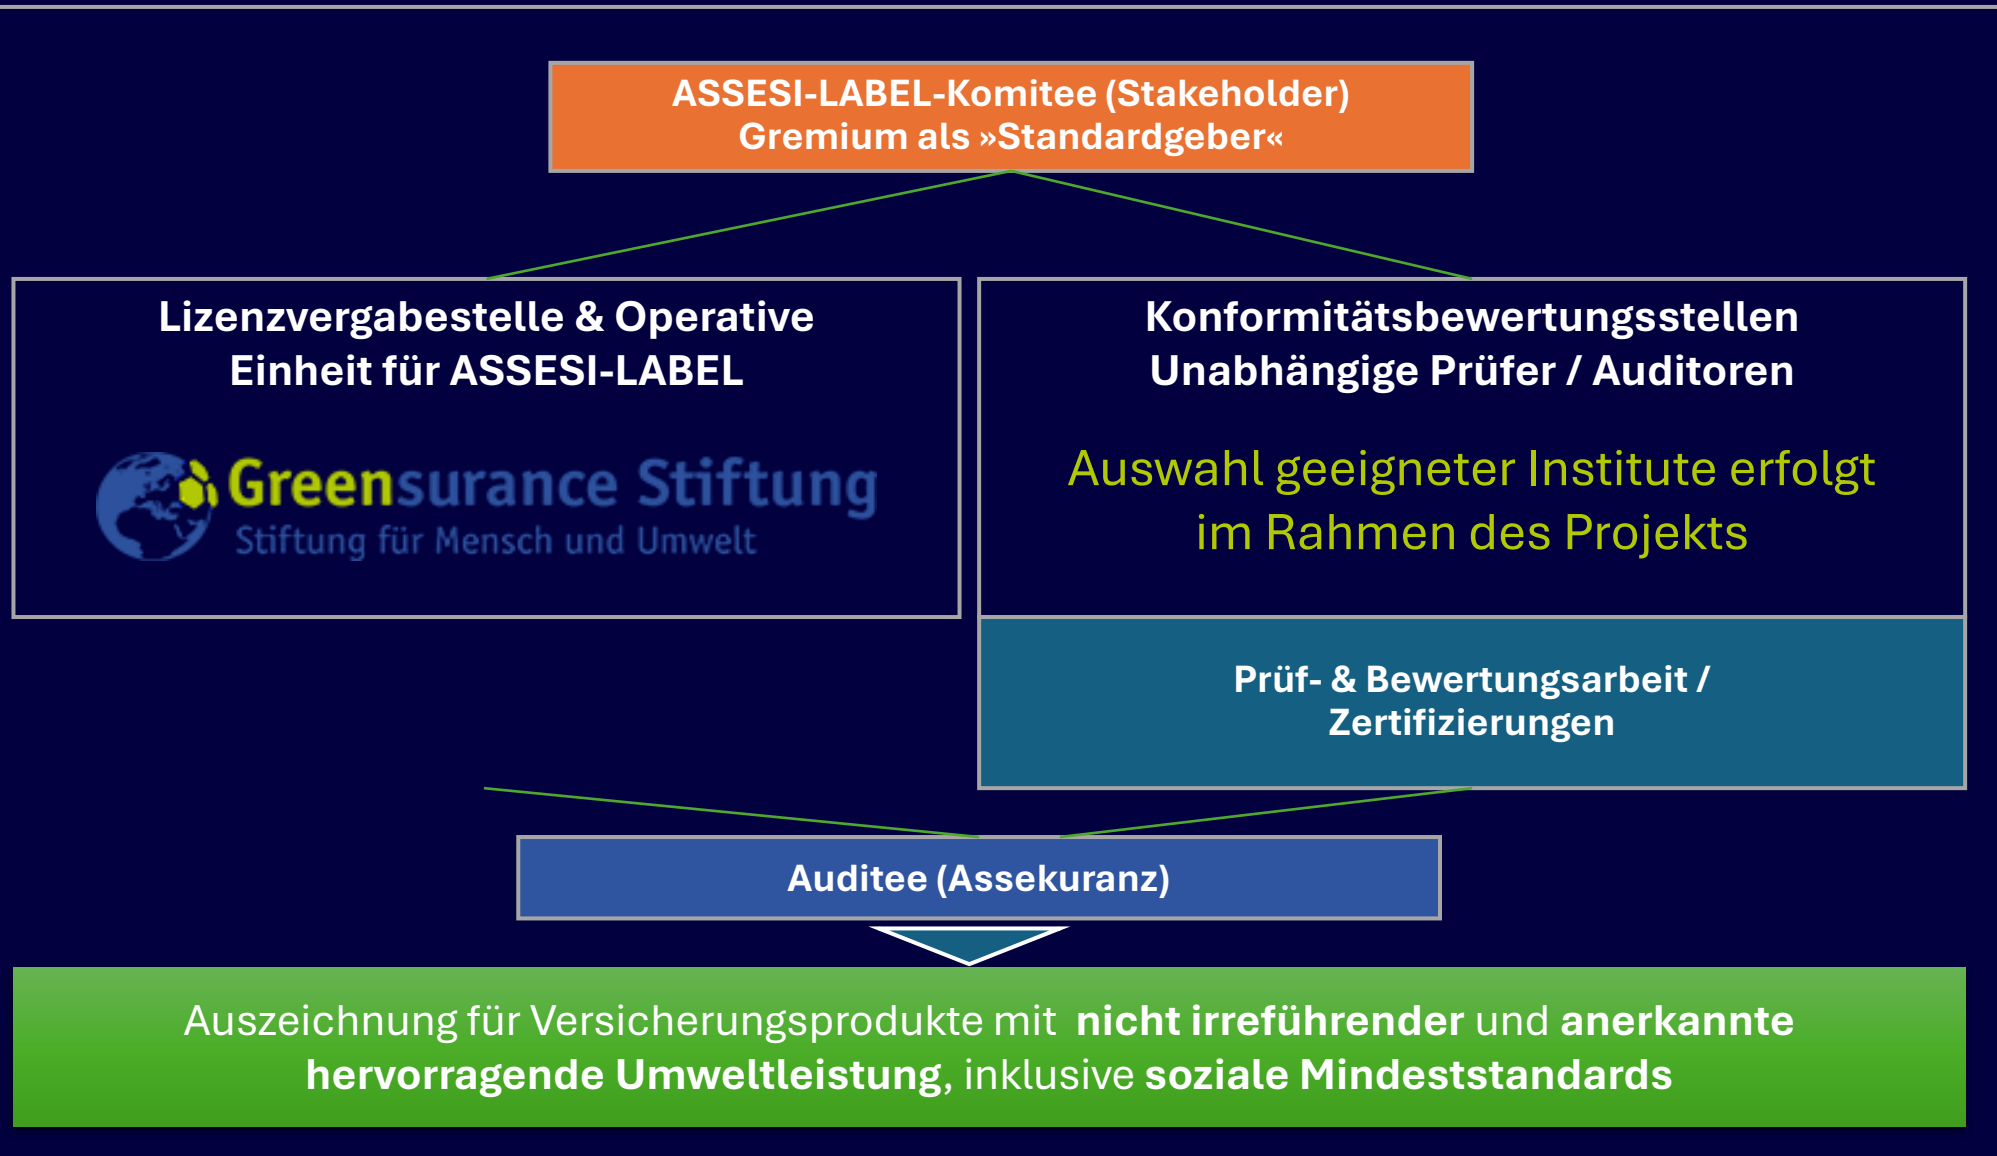 ASSESI-LABEL-Komitee (Stakeholder)
Gremium als »Standardgeber«
Lizenzvergabestelle & Operative
Einheit für ASSESI-LABEL
Greensurance Stiftung
Stiftung für Mensch und Umwelt
Konformitätsbewertungsstellen
Unabhängige Prüfer / Auditoren
Auswahl geeigneter Institute erfolgt
im Rahmen des Projekts
Prüf- & Bewertungsarbeit /
Zertifizierungen
Auditee (Assekuranz)
Auszeichnung für Versicherungsprodukte mit nicht irreführender und anerkannte
hervorragende Umweltleistung, inklusive soziale Mindeststandards